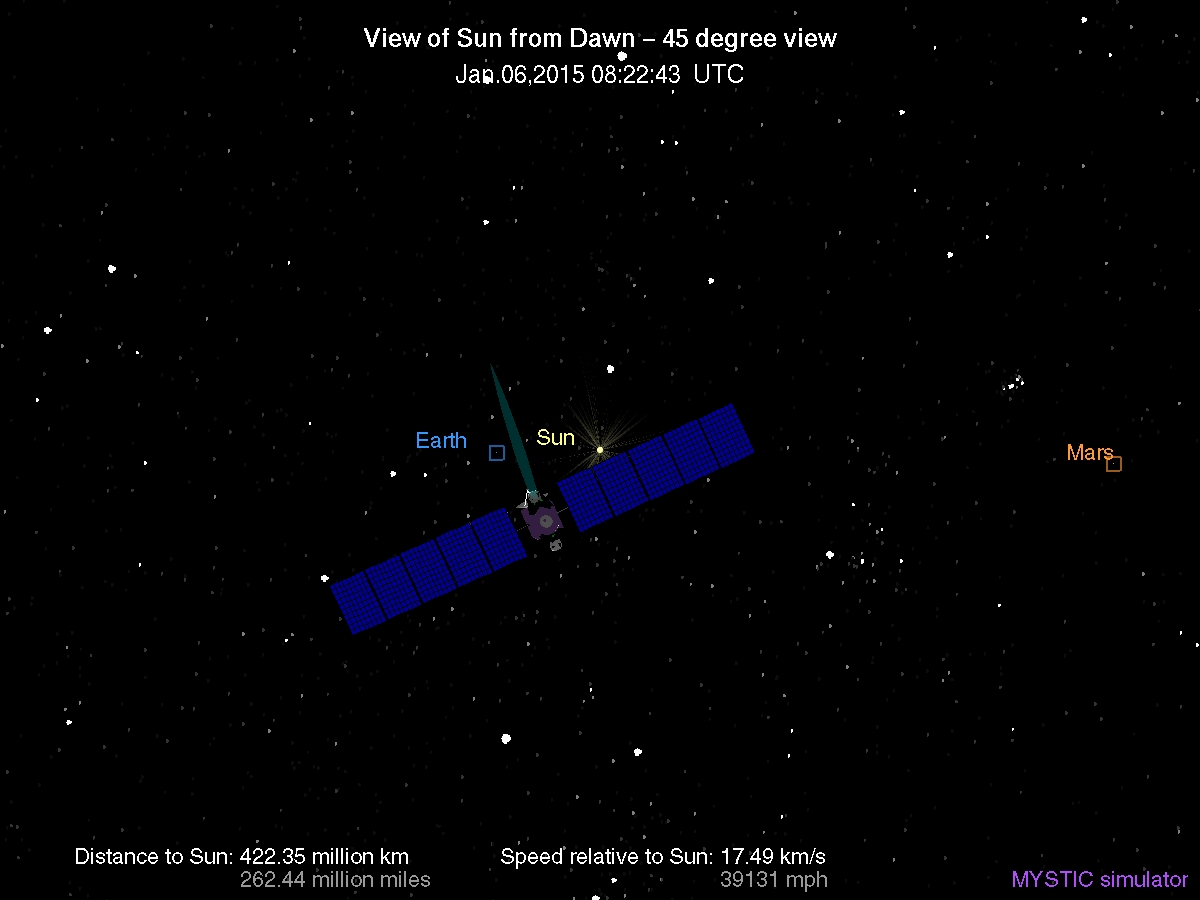 View of Sun from Dawn – 45 degree view
Jan.06,2015 08:22:43 UTC
Earth
Sun
Mars
Distance to Sun: 422.35 million km
262.44 million miles
Speed relative to Sun: 17.49 km/s
39131 mph
MYSTIC simulator